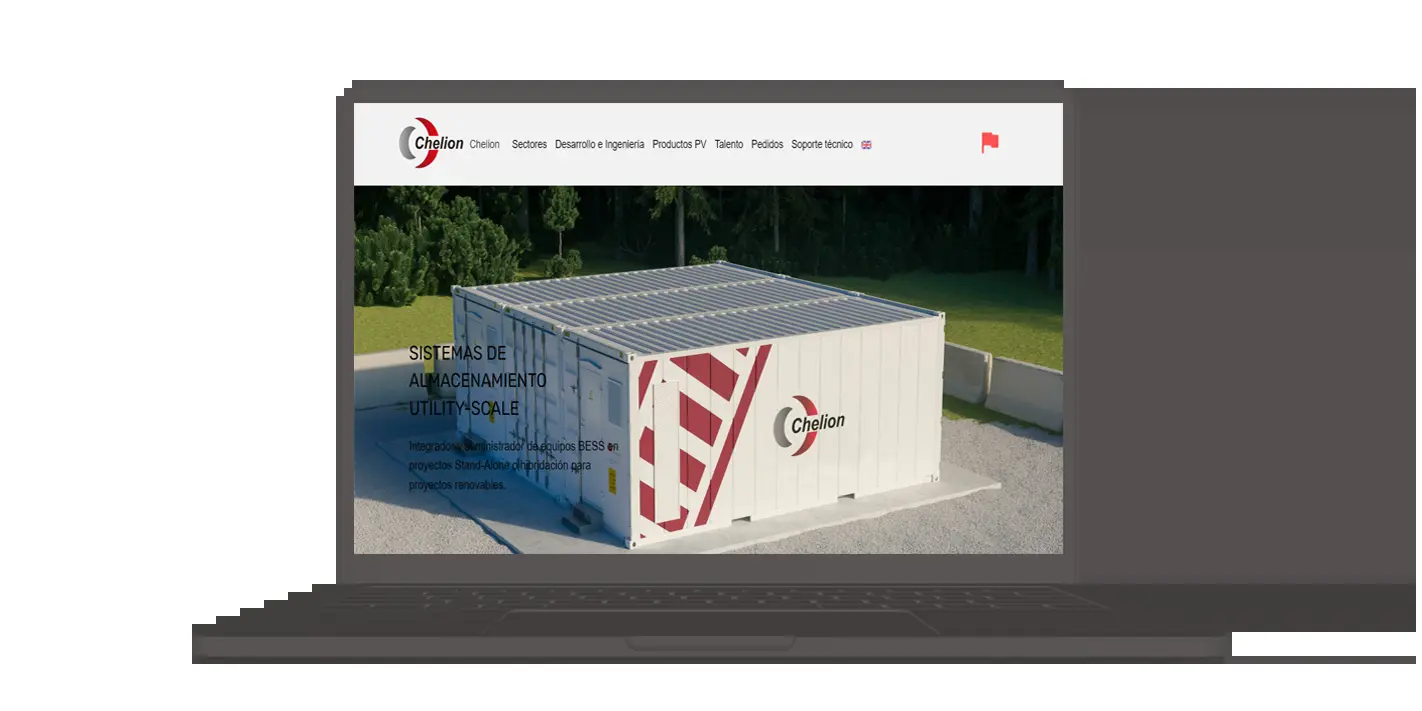 Chelion
Chelion Sectores Desarrollo e Ingeniería Productos PV Talento Pedidos Soporte técnico
SISTEMAS DE
ALMACENAMIENTO
UTILITY-SCALE
Integrador y suministrador de equipos BESS en
proyectos Stand-Alone o hibridación para
proyectos renovables.
Chelion